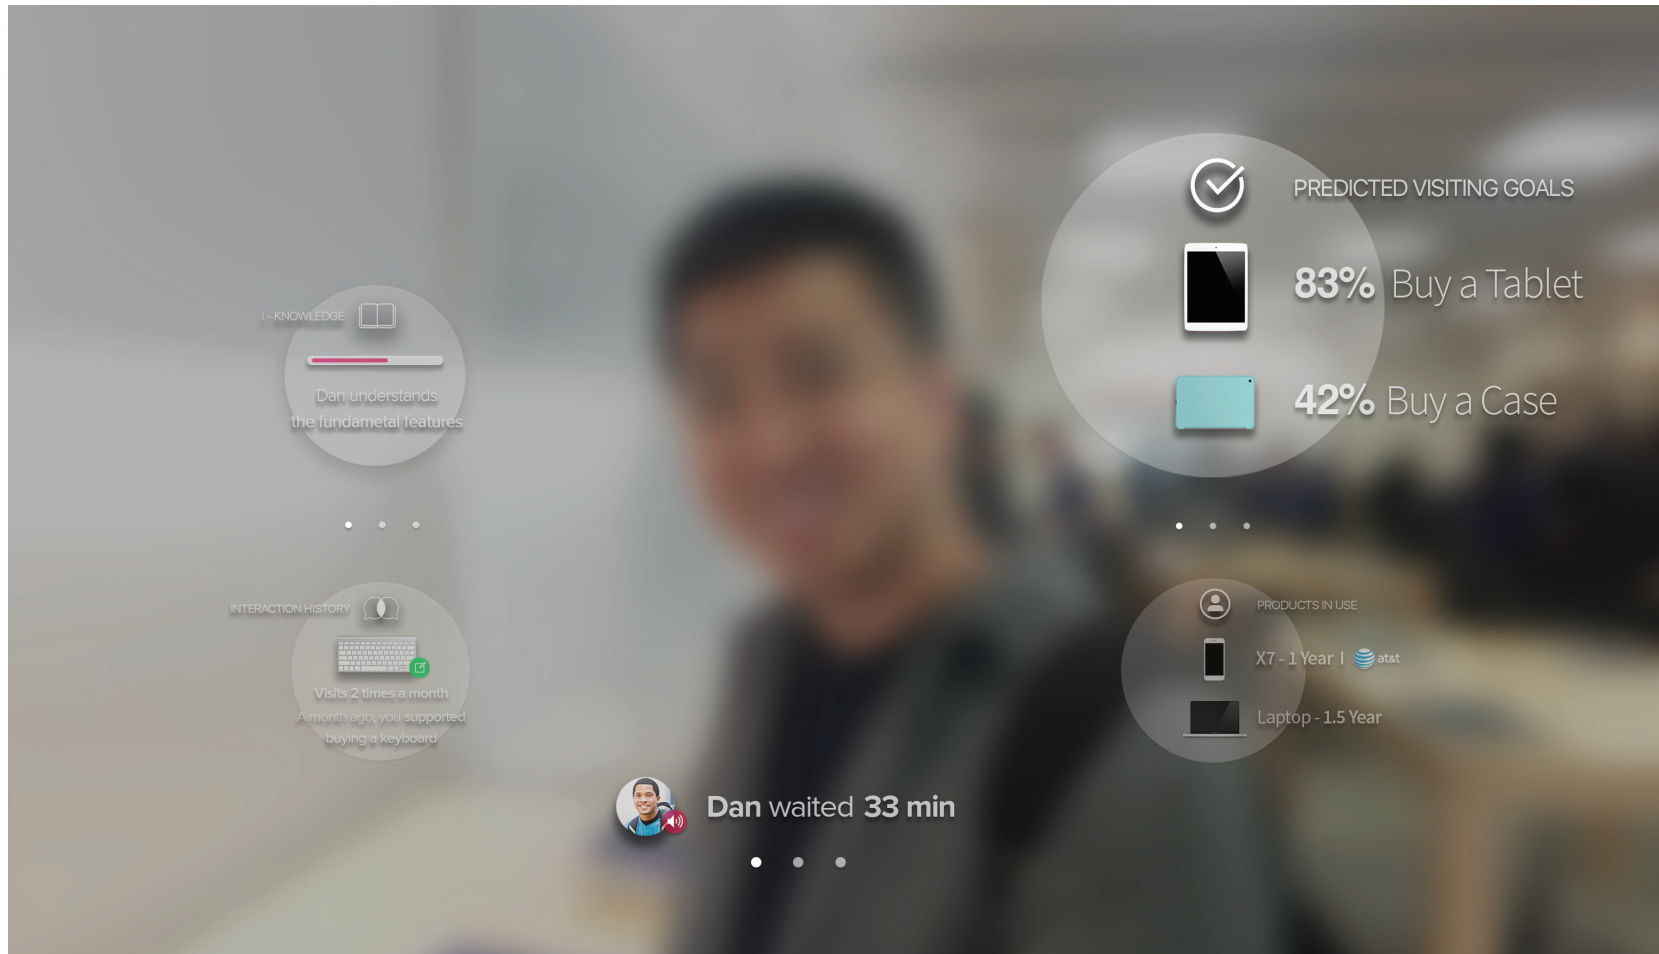 PREDICTED VISITING GOALS
83% Buy a Tablet
42% Buy a Case
i - KNOWLEDGE
Dan understands
the fundametal features
INTERACTION HISTORY
Visits 2 times a month
A month ago, you supported
buying a keyboard
PRODUCTS IN USE
X7 - 1 Year | at&t
Laptop - 1.5 Year
Dan waited 33 min